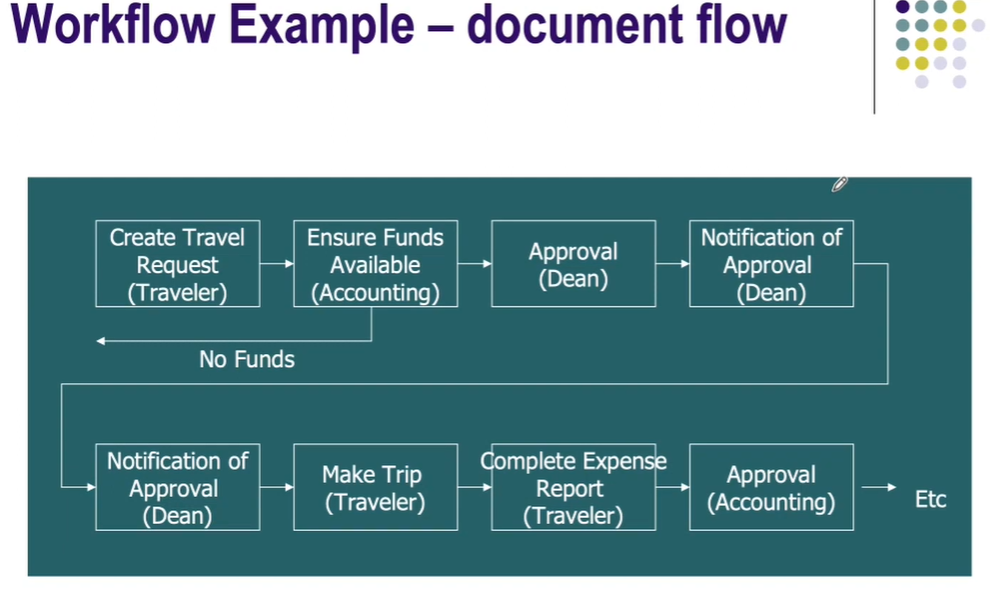 Workflow Example – document flow
Create Travel
Request
(Traveler)
Ensure Funds
Available
(Accounting)
Approval
(Dean)
Notification of
Approval
(Dean)
No Funds
Notification of
Approval
(Dean)
Make Trip
(Traveler)
Complete Expense
Report
(Traveler)
Approval
(Accounting)
Etc